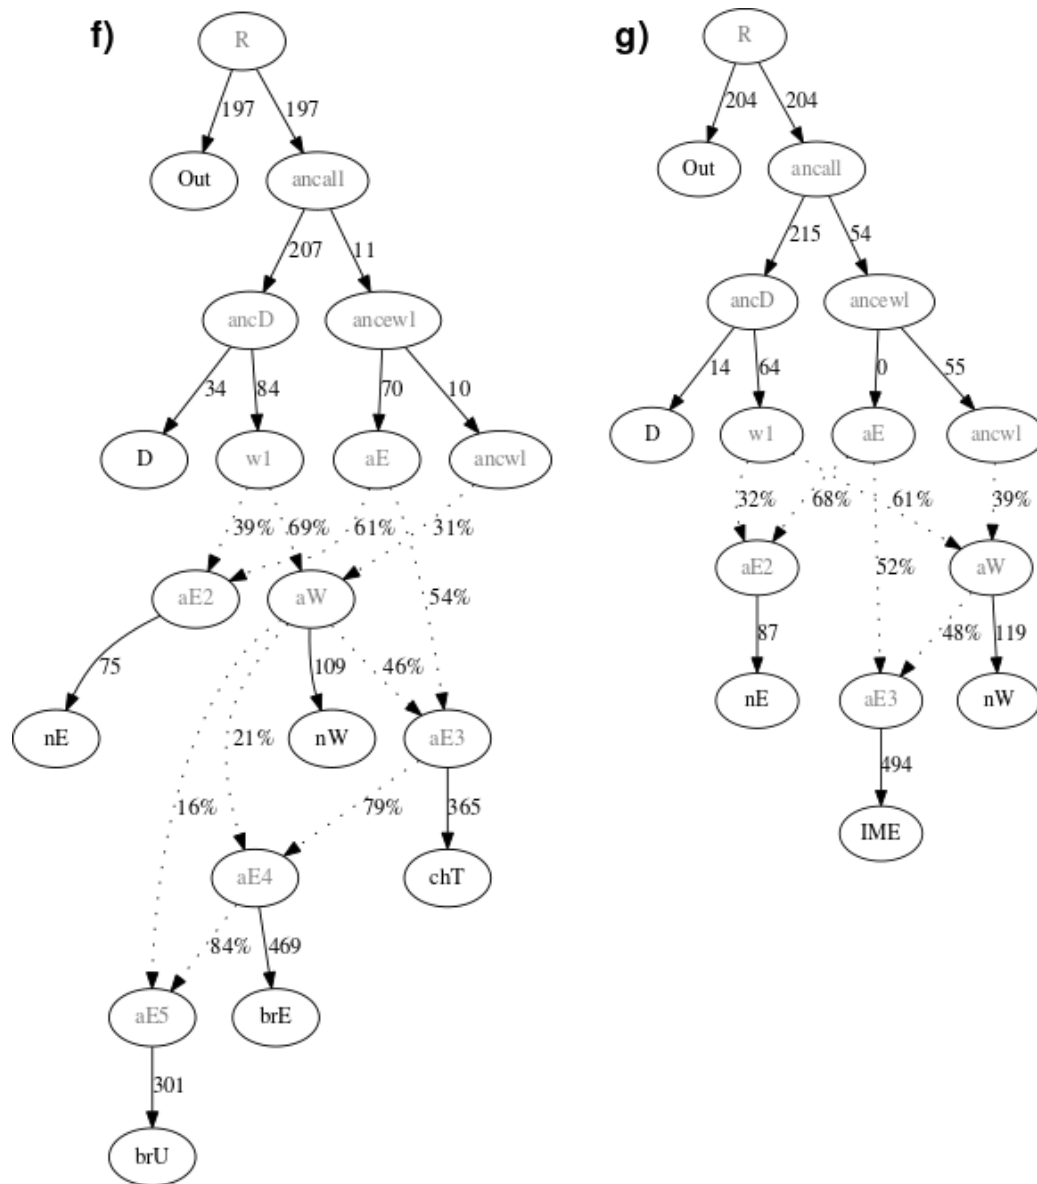 f)
R
197 197
Out ancall
207 11
ancD ancewl
34 84 70 10
D w1 aE ancwl
39% 69% 61% 31%
aE2 aW
54%
75 109 46%
nE 21% nW aE3
16% 79% 365
aE4 chT
84% 469
aE5 brE
301
brU
g)
R
204 204
Out ancall
215 54
ancD ancewl
14 64 0 55
D w1 aE ancwl
32% 68% 61% 39%
aE2 52% aW
87 48% 119
nE aE3 nW
494
IME